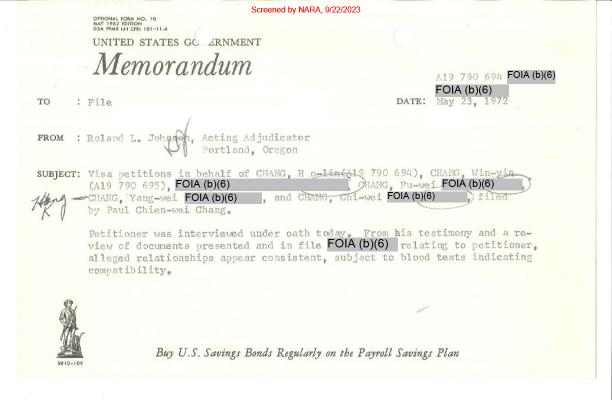 Screened by NARA, 9/22/2023
OPTIONAL FORM NO. 10
MAY 1962 EDITION
GSA FPMR (41 CFR) 101-11.6
UNITED STATES GO ERNMENT
Memorandum
A19 790 694 FOIA (b)(6)
FOIA (b)(6)
TO : File
DATE: May 23, 1972
FROM : Roland L. Johnson, Acting Adjudicator
Portland, Oregon
SUBJECT: Visa petitions in behalf of CHANG, H c-lin(A19 790 694), CHANG, Win-yin
(A19 790 695), FOIA (b)(6) CHANG, Fu-wei FOIA (b)(6),
CHANG, Yang-wei FOIA (b)(6), and CHANG, Chi-wei FOIA (b)(6), filed
by Paul Chien-wei Chang.
Petitioner was interviewed under oath today. From his testimony and a re-
view of documents presented and in file FOIA (b)(6) relating to petitioner,
alleged relationships appear consistent, subject to blood tests indicating
compatibility.
Buy U.S. Savings Bonds Regularly on the Payroll Savings Plan
5010-109